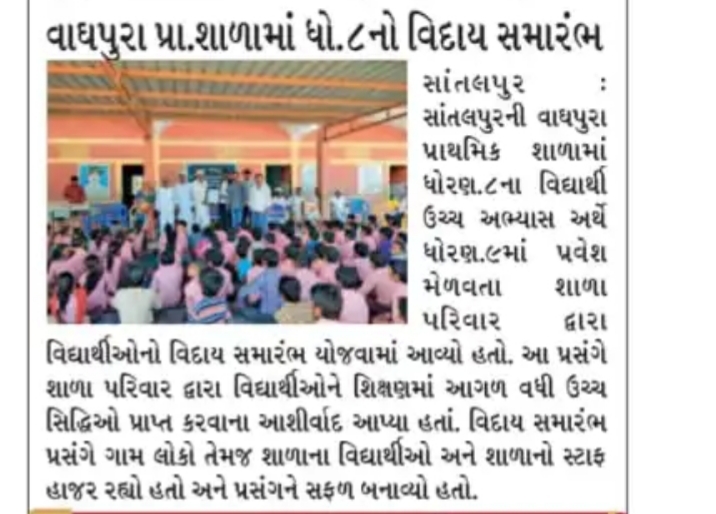 વાઘપુરા પ્રા.શાળામાં ધો.૮નો વિદાય સમારંભ
સાંતલપુર :
સાંતલપુરની વાઘપુરા
પ્રાથમિક શાળામાં
ધોરણ.૮ના વિદ્યાર્થી
ઉચ્ચ અભ્યાસ અર્થે
ધોરણ.૯માં પ્રવેશ
મેળવતા શાળા
પરિવાર દ્વારા
વિદ્યાર્થીઓનો વિદાય સમારંભ યોજવામાં આવ્યો હતો. આ પ્રસંગે
શાળા પરિવાર દ્વારા વિદ્યાર્થીઓને શિક્ષણમાં આગળ વધી ઉચ્ચ
સિદ્ધિઓ પ્રાપ્ત કરવાના આશીર્વાદ આપ્યા હતાં. વિદાય સમારંભ
પ્રસંગે ગામ લોકો તેમજ શાળાના વિદ્યાર્થીઓ અને શાળાનો સ્ટાફ
હાજર રહ્યો હતો અને પ્રસંગને સફળ બનાવ્યો હતો.